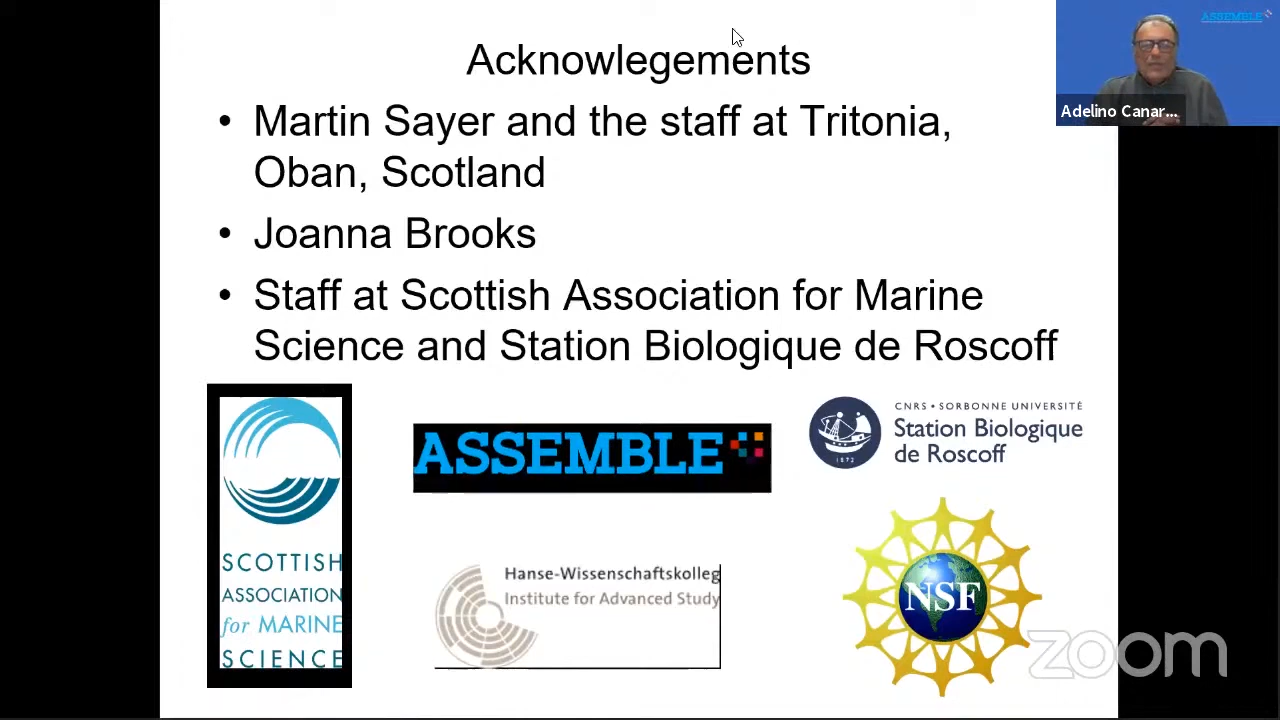 Acknowlegements
ASSEMBLE
Adelino Canar...
• Martin Sayer and the staff at Tritonia,
Oban, Scotland
• Joanna Brooks
• Staff at Scottish Association for Marine
Science and Station Biologique de Roscoff
SCOTTISH
ASSOCIATION
for MARINE
SCIENCE
ASSEMBLE
CNRS • SORBONNE UNIVERSITÉ
Station Biologique
de Roscoff
1872
Hanse-Wissenschaftskolleg
Institute for Advanced Study
NSF
zoom